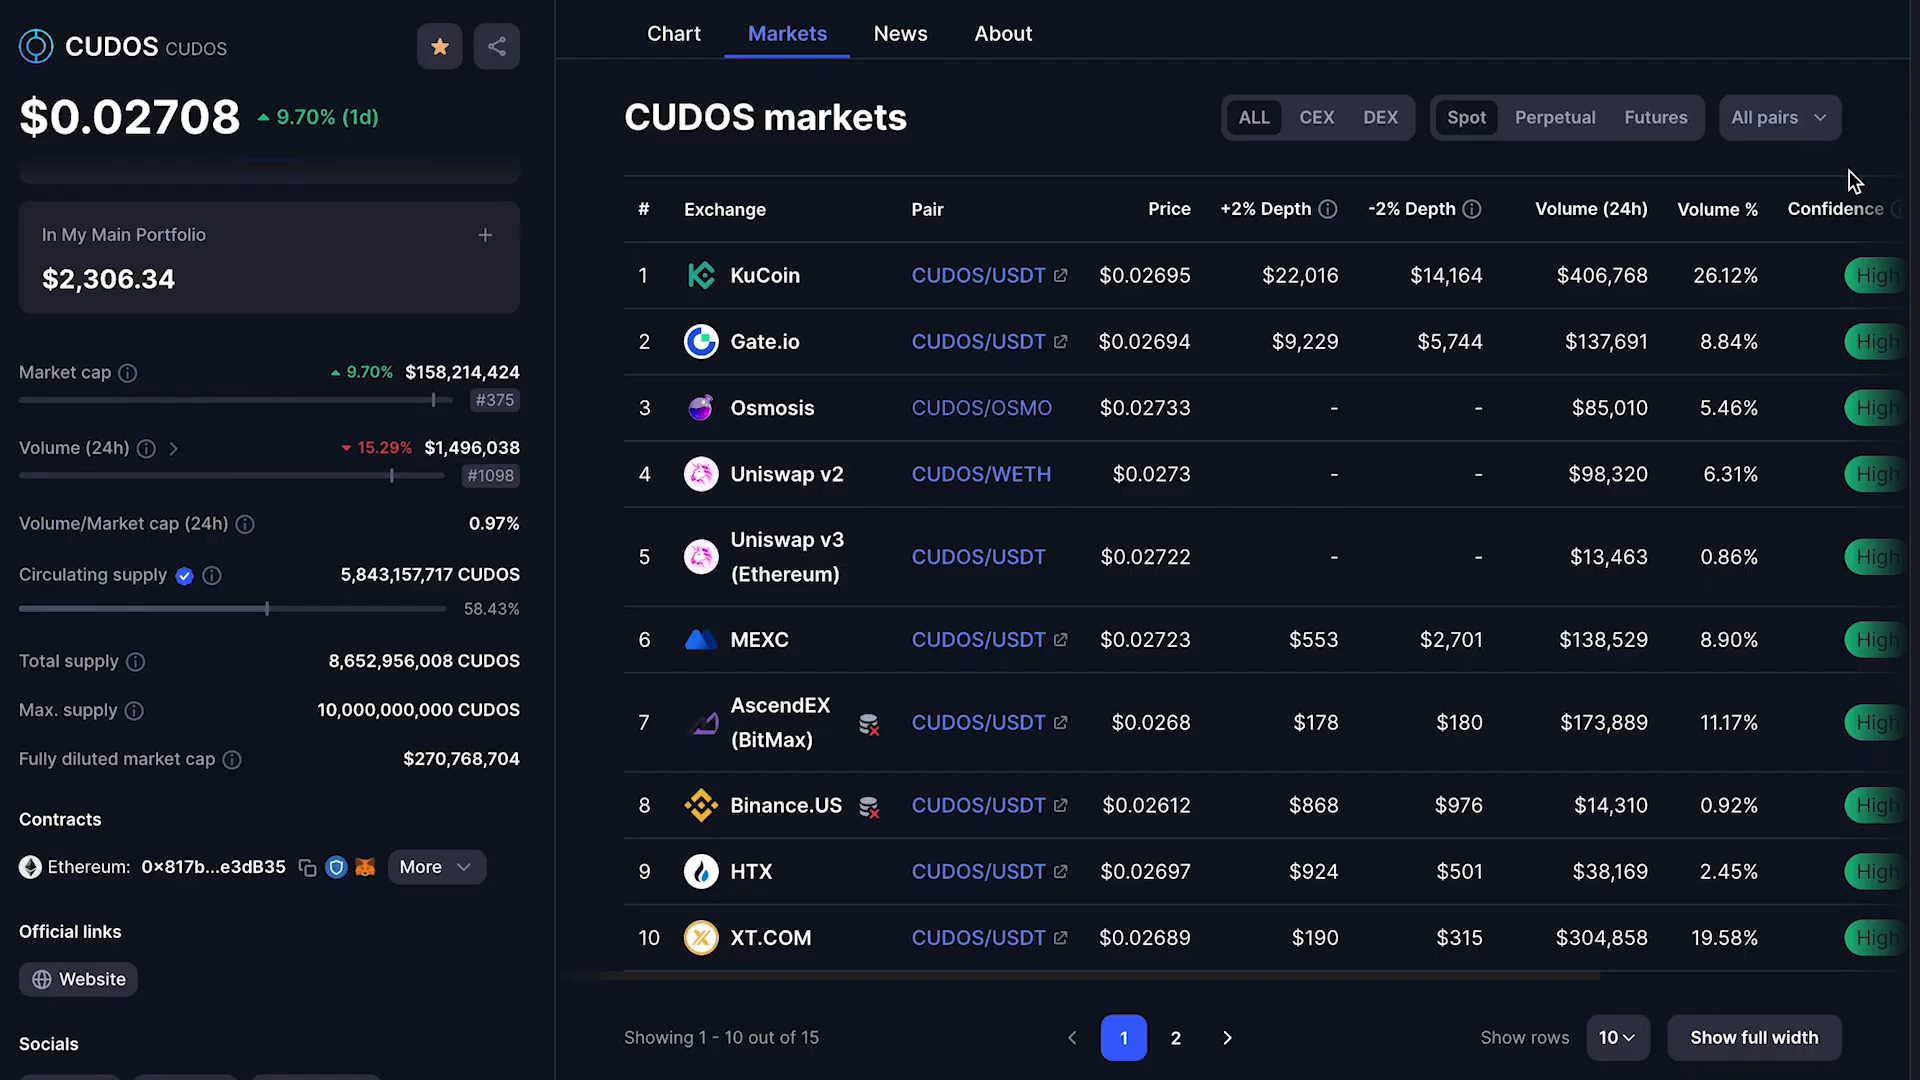 CUDOS CUDOS
$0.02708 9.70% (1d)
In My Main Portfolio +
$2,306.34
Market cap 9.70% $158,214,424
#375
Volume (24h) 15.29% $1,496,038
#1098
Volume/Market cap (24h) 0.97%
Circulating supply 5,843,157,717 CUDOS
58.43%
Total supply 8,652,956,008 CUDOS
Max. supply 10,000,000,000 CUDOS
Fully diluted market cap $270,768,704
Contracts
Ethereum: 0x817b...e3dB35 More
Official links
Website
Socials
Chart Markets News About
CUDOS markets
ALL CEX DEX Spot Perpetual Futures All pairs
# Exchange Pair Price +2% Depth -2% Depth Volume (24h) Volume % Confidence
1 KuCoin CUDOS/USDT $0.02695 $22,016 $14,164 $406,768 26.12% High
2 Gate.io CUDOS/USDT $0.02694 $9,229 $5,744 $137,691 8.84% High
3 Osmosis CUDOS/OSMO $0.02733 - - $85,010 5.46% High
4 Uniswap v2 CUDOS/WETH $0.0273 - - $98,320 6.31% High
5 Uniswap v3 (Ethereum) CUDOS/USDT $0.02722 - - $13,463 0.86% High
6 MEXC CUDOS/USDT $0.02723 $553 $2,701 $138,529 8.90% High
7 AscendEX (BitMax) CUDOS/USDT $0.0268 $178 $180 $173,889 11.17% High
8 Binance.US CUDOS/USDT $0.02612 $868 $976 $14,310 0.92% High
9 HTX CUDOS/USDT $0.02697 $924 $501 $38,169 2.45% High
10 XT.COM CUDOS/USDT $0.02689 $190 $315 $304,858 19.58% High
Showing 1 - 10 out of 15 1 2 Show rows 10 Show full width